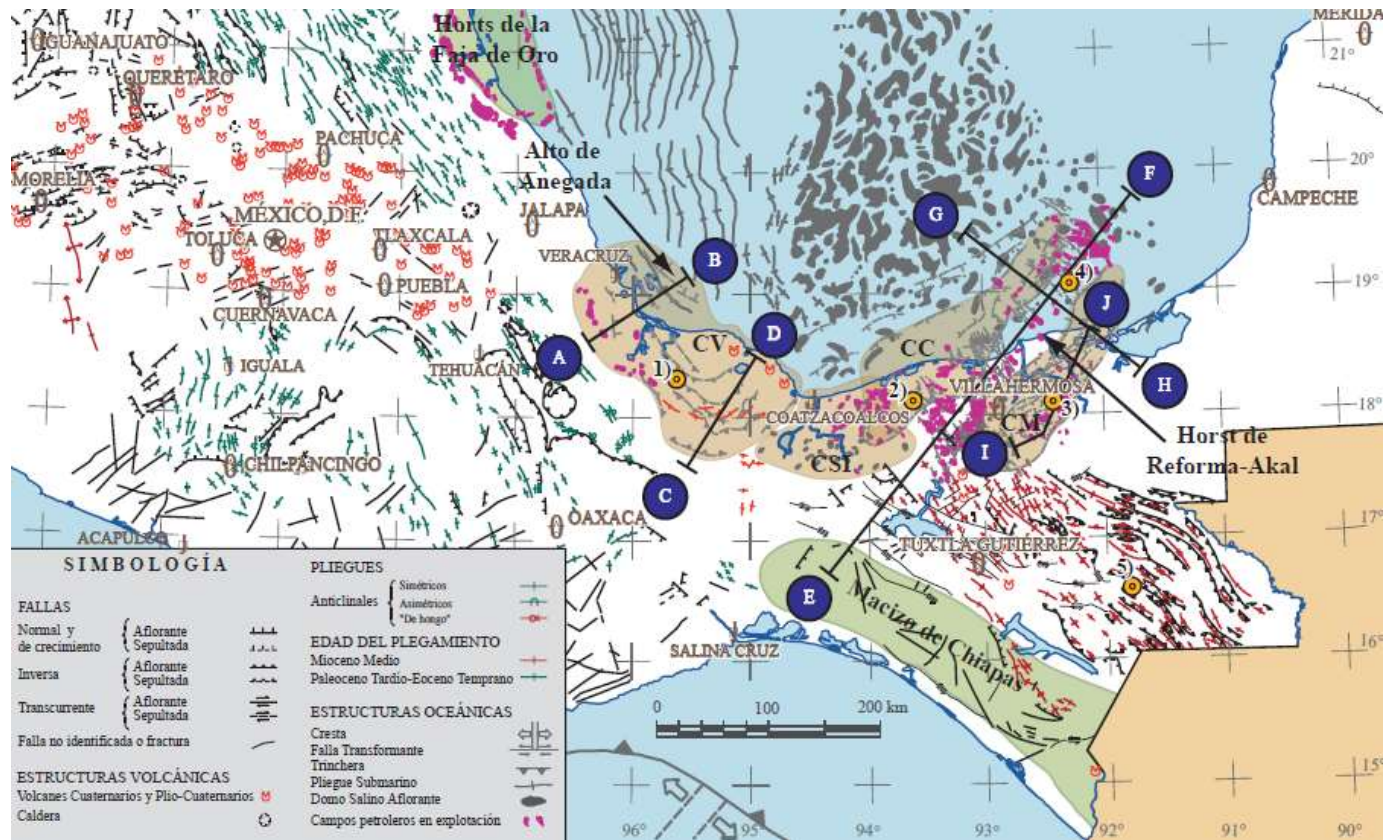 Horts de la
Faja de Oro
MERIDA
21°
GUANAJUATO
QUERÉTARO
PACHUCA
Alto de
Anegada
20°
MORELIA
F
G
CAMPECHE
JALAPA
MEXICO, D.F.
TOLUCA
TLAXCALA
VERACRUZ
B
4)
19°
PUEBLA
CUERNAVACA
J
D
A
CV
CC
IGUALA
TEHUACÁN
1)
2)
VILLAHERMOSA
H
3)
18°
COATZACOALCOS
CM
Horst de
Reforma-Akal
CHILPANCINGO
CSI
I
C
OAXACA
17°
ACAPULCO
TUXTLA GUTIÉRREZ
5)
E
Macizo de Chiapas
SALINA CRUZ
16°
0 100 200 km
15°
96° 95° 94° 93° 92° 91° 90°
SIMBOLOGÍA
FALLAS
Normal y
de crecimiento
Aflorante
Sepultada
Inversa
Aflorante
Sepultada
Transcurrente
Aflorante
Sepultada
Falla no identificada o fractura
ESTRUCTURAS VOLCÁNICAS
Volcanes Cuaternarios y Plio-Cuaternarios
Caldera
PLIEGUES
Anticlinales
Simétricos
Asimétricos
"De hongo"
EDAD DEL PLEGAMIENTO
Mioceno Medio
Paleoceno Tardío-Eoceno Temprano
ESTRUCTURAS OCEÁNICAS
Cresta
Falla Transformante
Trinchera
Pliegue Submarino
Domo Salino Aflorante
Campos petroleros en explotación